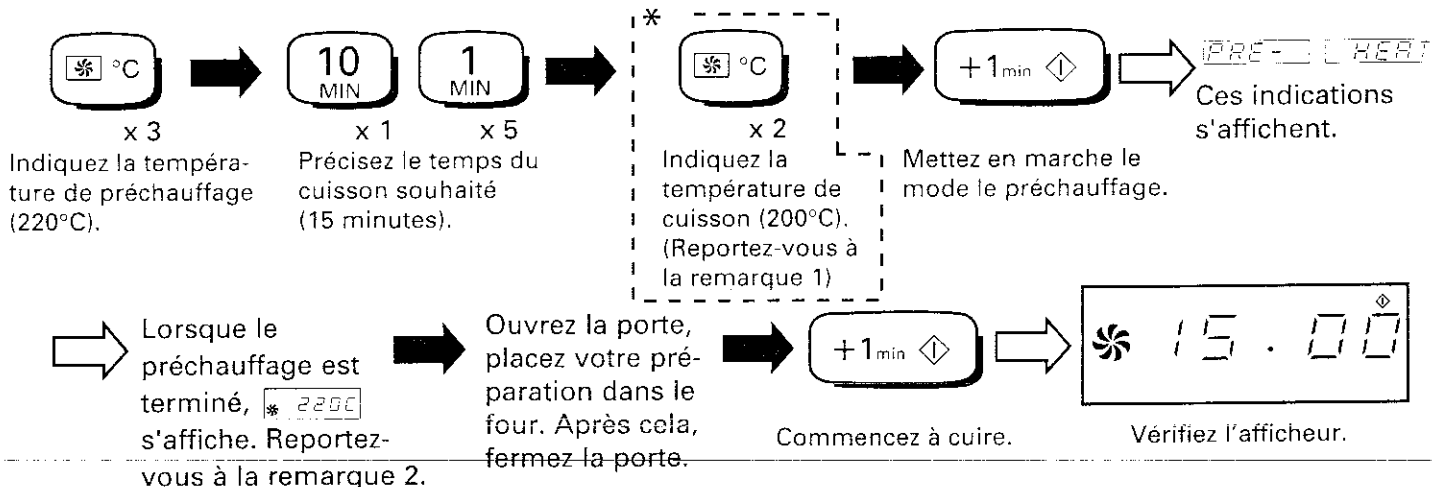 *
°C
x 3
Indiquez la tempéra-
ture de préchauffage
(220°C).
10
MIN
x 1
1
MIN
x 5
Précisez le temps du
cuisson souhaité
(15 minutes).
°C
x 2
Indiquez la
température de
cuisson (200°C).
(Reportez-vous à
la remarque 1)
+1min
Mettez en marche le
mode le préchauffage.
PRE- HEAT
Ces indications
s'affichent.
Lorsque le
préchauffage est
terminé, 220C
s'affiche. Reportez-
vous à la remarque 2.
Ouvrez la porte,
placez votre pré-
paration dans le
four. Après cela,
fermez la porte.
+1min
Commencez à cuire.
15.00
Vérifiez l'afficheur.